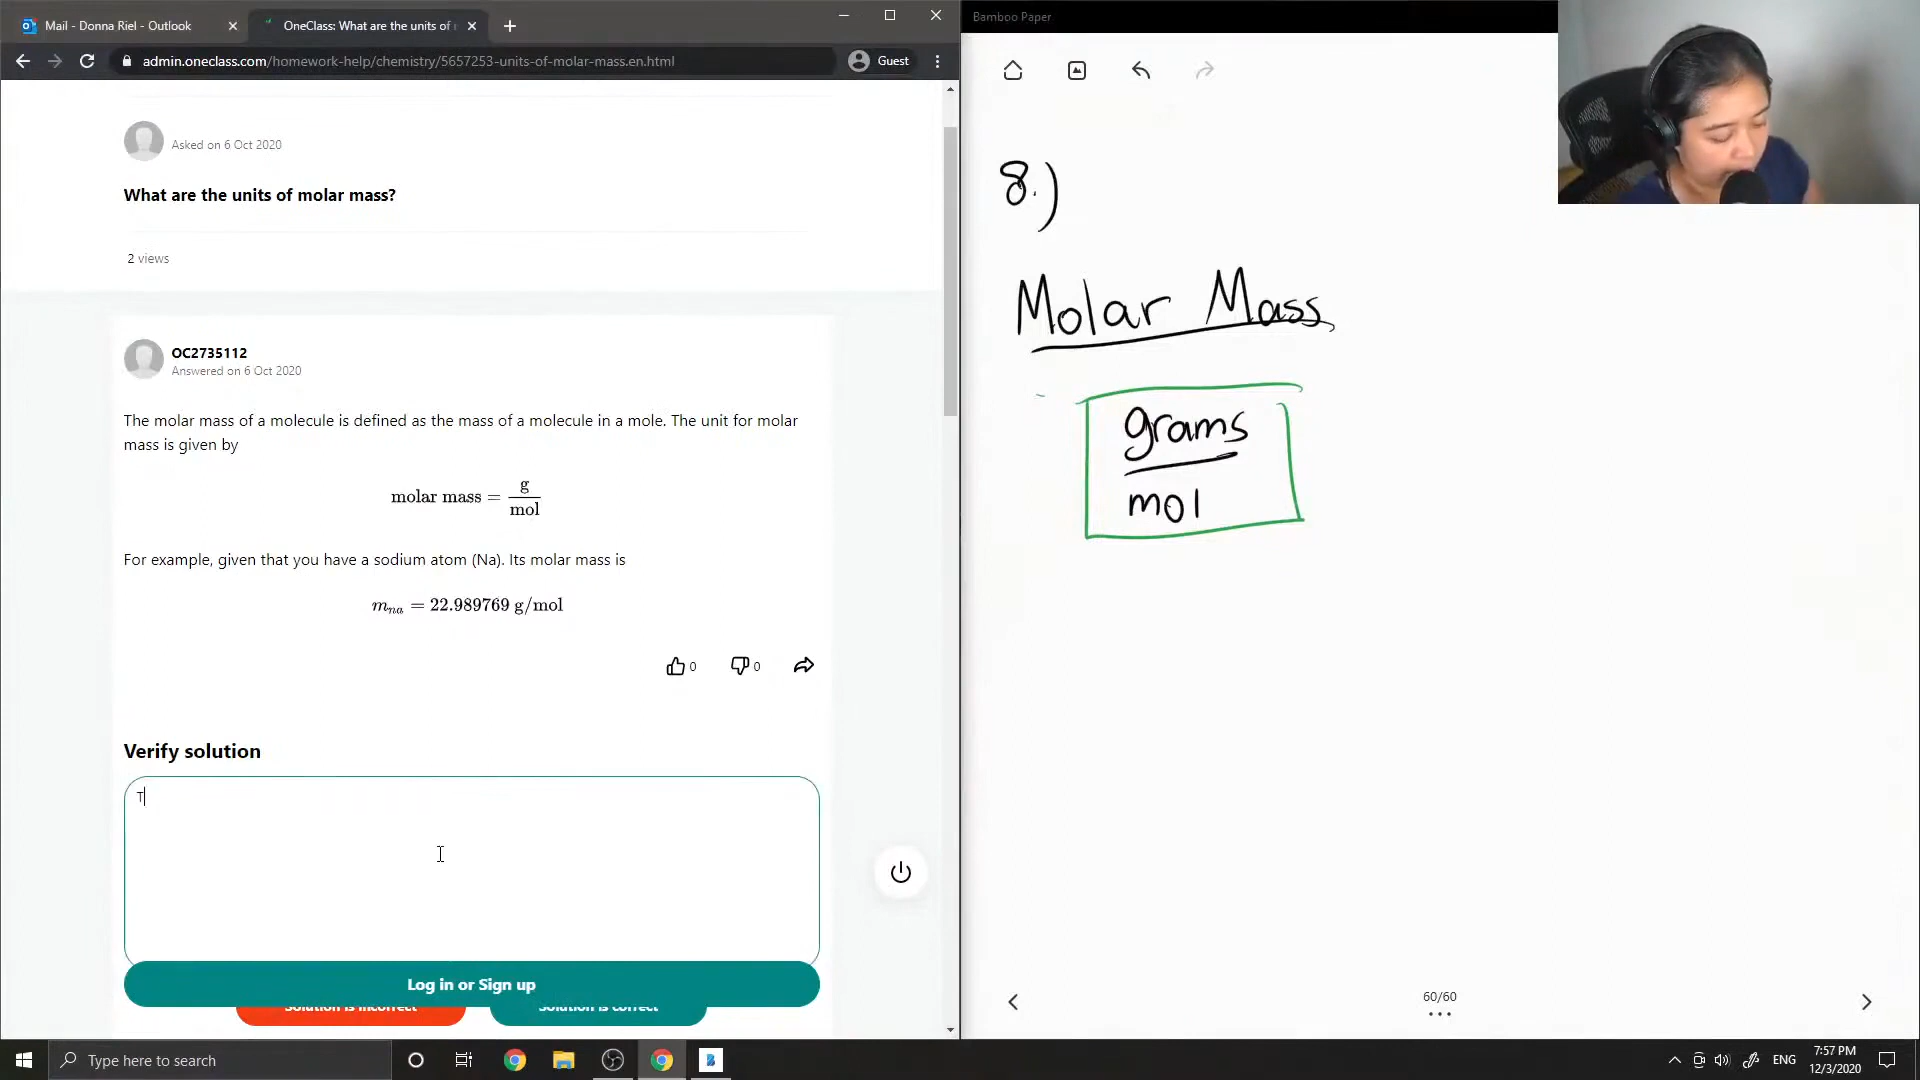 Mail - Donna Riel - Outlook
OneClass: What are the units of
admin.oneclass.com/homework-help/chemistry/5657253-units-of-molar-mass.en.html
Guest
Asked on 6 Oct 2020
What are the units of molar mass?
2 views
OC2735112
Answered on 6 Oct 2020
The molar mass of a molecule is defined as the mass of a molecule in a mole. The unit for molar
mass is given by
molar mass = g/mol
For example, given that you have a sodium atom (Na). Its molar mass is
m_na = 22.989769 g/mol
0
0
Verify solution
T
Log in or Sign up
Solution is incorrect
Solution is correct
Bamboo Paper
8.)
Molar Mass
grams
mol
60/60
Type here to search
ENG
7:57 PM
12/3/2020